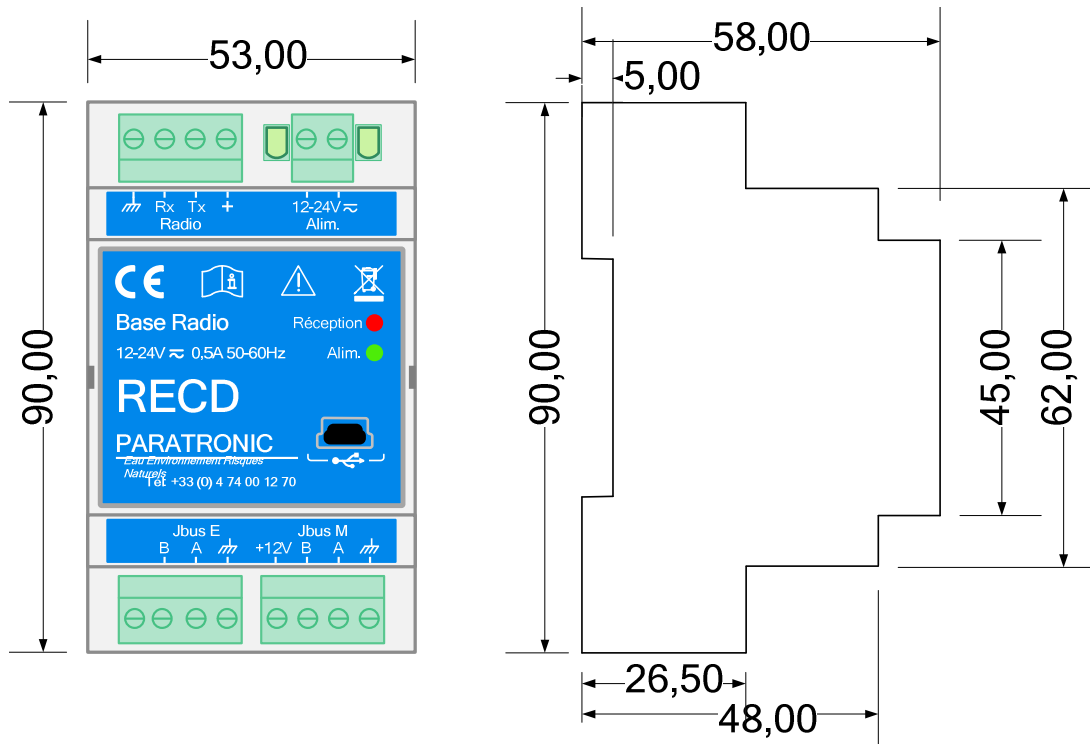 53,00
58,00
5,00
90,00
90,00
45,00
62,00
26,50
48,00
Rx Tx +
Radio
12-24V
Alim.
CE
Base Radio
Réception
12-24V 0,5A 50-60Hz
Alim.
RECD
PARATRONIC
Eau Environnement Risques
Naturels
Tél. +33 (0) 4 74 00 12 70
Jbus E
B A
Jbus M
+12V B A